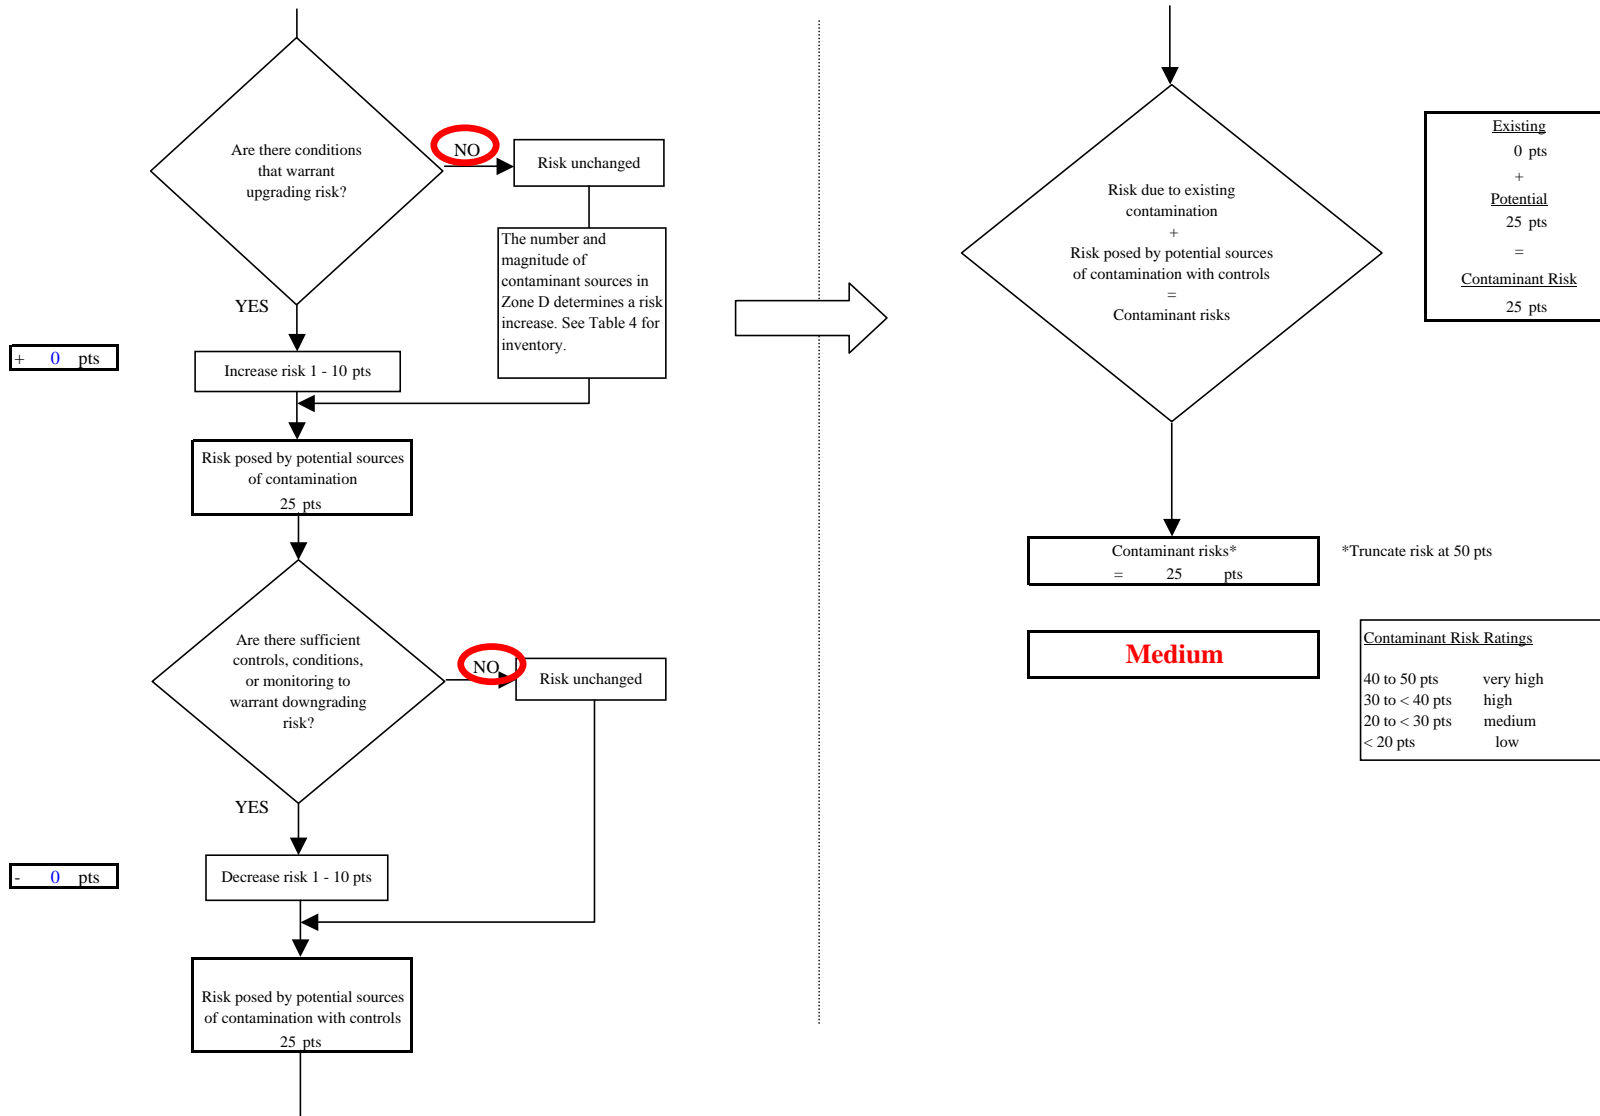 Are there conditions
that warrant
upgrading risk?
NO
Risk unchanged
The number and
magnitude of
contaminant sources in
Zone D determines a risk
increase. See Table 4 for
inventory.
YES
+ 0 pts
Increase risk 1 - 10 pts
Risk posed by potential sources
of contamination
25 pts
Are there sufficient
controls, conditions,
or monitoring to
warrant downgrading
risk?
NO
Risk unchanged
YES
- 0 pts
Decrease risk 1 - 10 pts
Risk posed by potential sources
of contamination with controls
25 pts
Risk due to existing
contamination
+
Risk posed by potential sources
of contamination with controls
=
Contaminant risks
Existing
0 pts
+
Potential
25 pts
=
Contaminant Risk
25 pts
Contaminant risks*
= 25 pts
*Truncate risk at 50 pts
Medium
Contaminant Risk Ratings
40 to 50 pts very high
30 to < 40 pts high
20 to < 30 pts medium
< 20 pts low